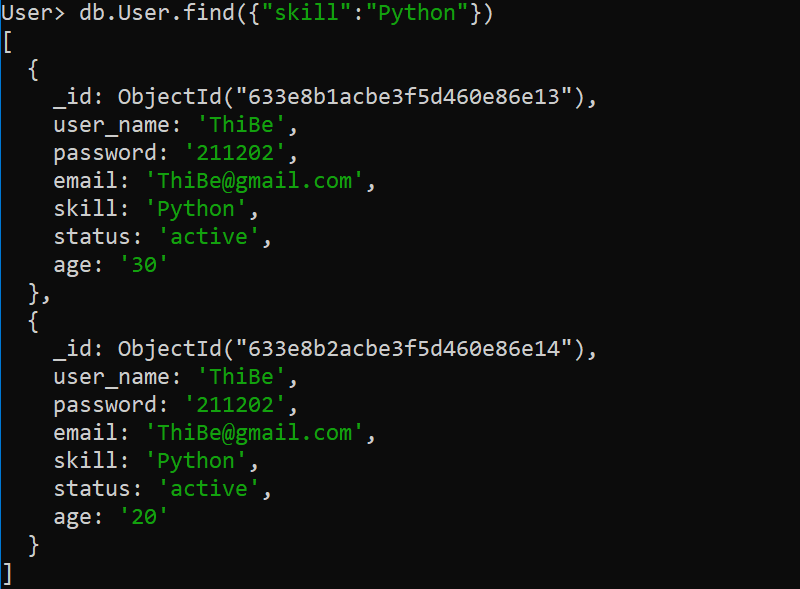 User> db.User.find({"skill":"Python"})
[
  {
    _id: ObjectId("633e8b1acbe3f5d460e86e13"),
    user_name: 'ThiBe',
    password: '211202',
    email: 'ThiBe@gmail.com',
    skill: 'Python',
    status: 'active',
    age: '30'
  },
  {
    _id: ObjectId("633e8b2acbe3f5d460e86e14"),
    user_name: 'ThiBe',
    password: '211202',
    email: 'ThiBe@gmail.com',
    skill: 'Python',
    status: 'active',
    age: '20'
  }
]